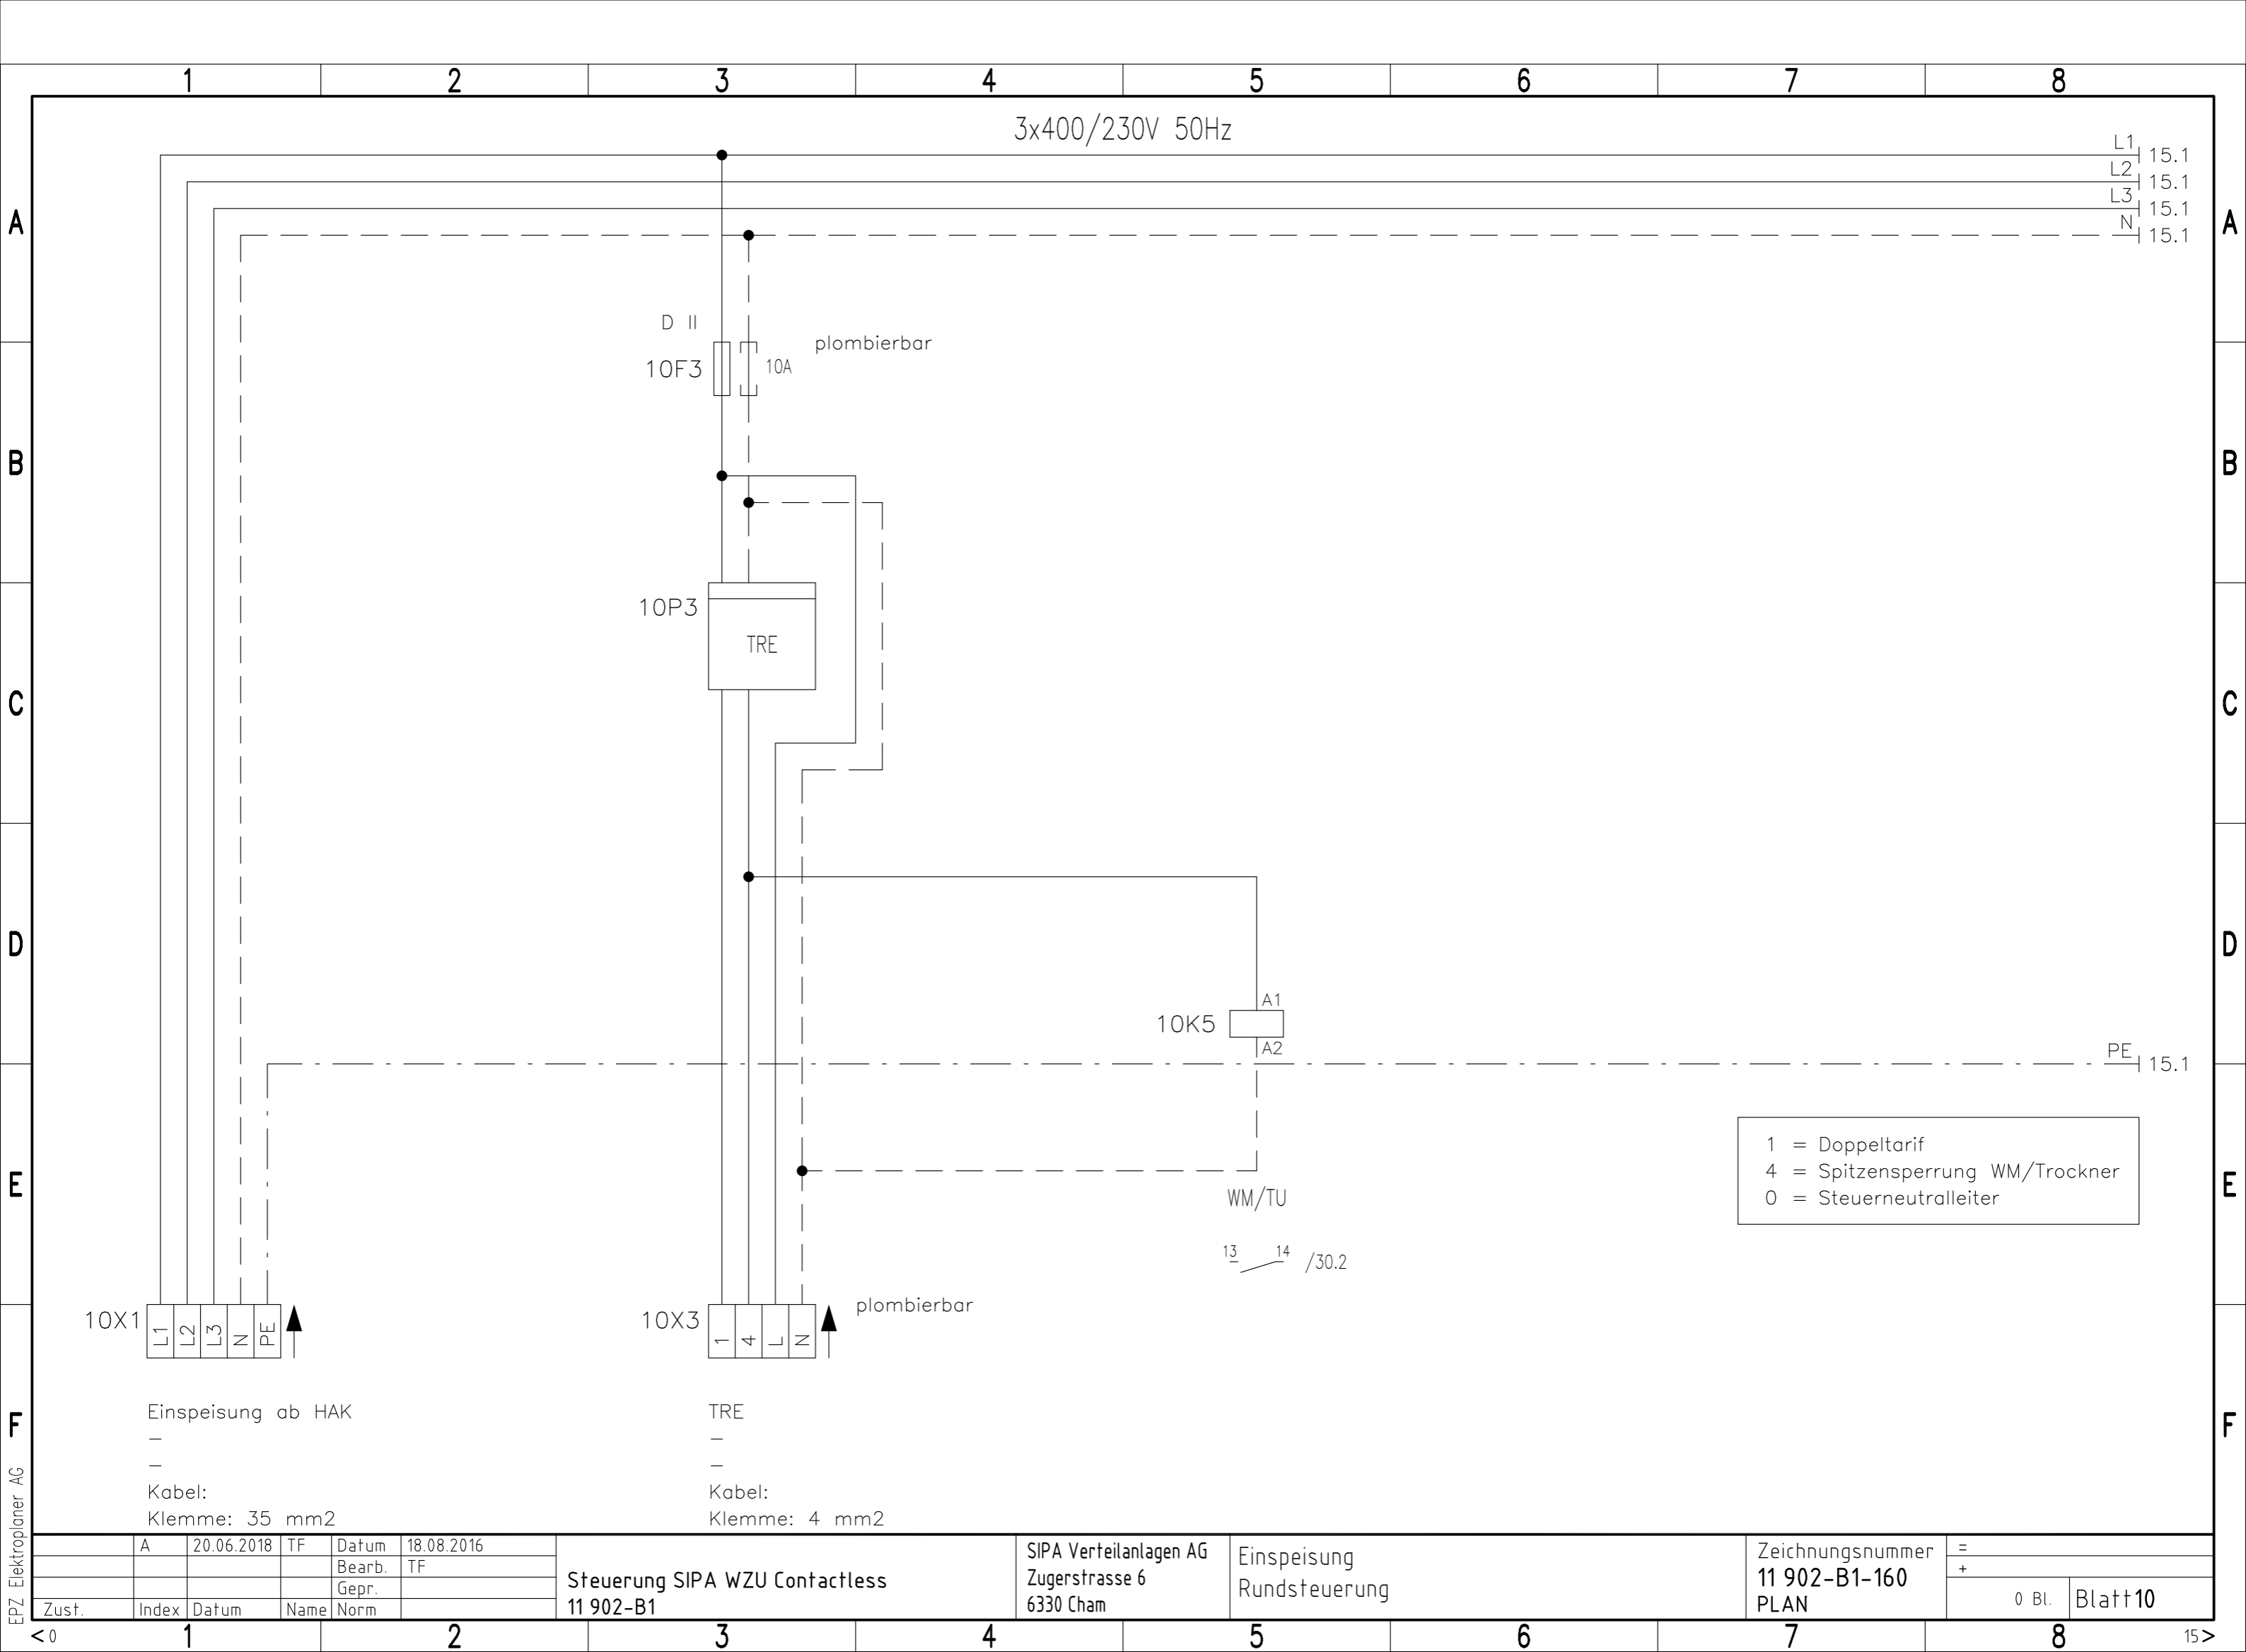 1 2 3 4 5 6 7 8
3x400/230V 50Hz
L1 15.1
L2 15.1
L3 15.1
N 15.1
A A
D II
plombierbar
10F3 10A
B B
10P3
TRE
C C
D D
A1
10K5
A2
PE 15.1
1 = Doppeltarif
4 = Spitzensperrung WM/Trockner
0 = Steuerneutralleiter
E E
WM/TU
13 14 /30.2
10X1 L1 L2 L3 N PE
10X3 1 4 L N
plombierbar
Einspeisung ab HAK
–
–
Kabel:
Klemme: 35 mm2
TRE
–
–
Kabel:
Klemme: 4 mm2
F F
EPZ Elektroplaner AG
A 20.06.2018 TF Datum 18.08.2016
Bearb. TF
Gepr.
Zust. Index Datum Name Norm
Steuerung SIPA WZU Contactless
11 902-B1
SIPA Verteilanlagen AG
Zugerstrasse 6
6330 Cham
Einspeisung
Rundsteuerung
Zeichnungsnummer
11 902-B1-160
PLAN
=
+
0 Bl. Blatt 10
<0 1 2 3 4 5 6 7 8 15>